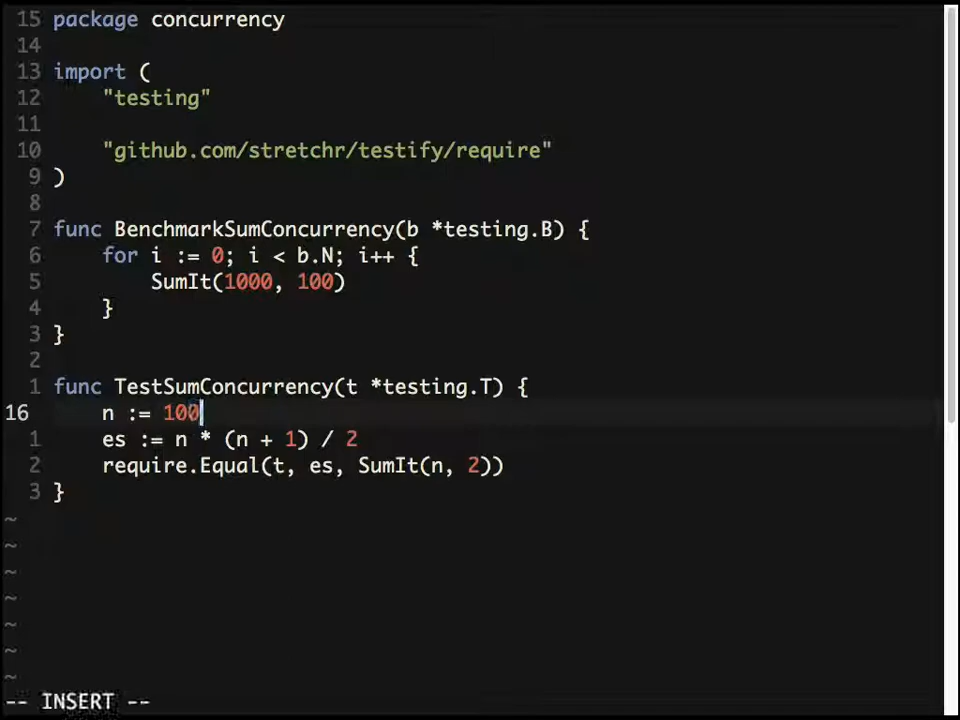 15 package concurrency
14
13 import (
12 "testing"
11
10 "github.com/stretchr/testify/require"
9 )
8
7 func BenchmarkSumConcurrency(b *testing.B) {
6 for i := 0; i < b.N; i++ {
5 SumIt(1000, 100)
4 }
3 }
2
1 func TestSumConcurrency(t *testing.T) {
16 n := 100
1 es := n * (n + 1) / 2
2 require.Equal(t, es, SumIt(n, 2))
3 }
~
~
~
~
~
~
~
-- INSERT --